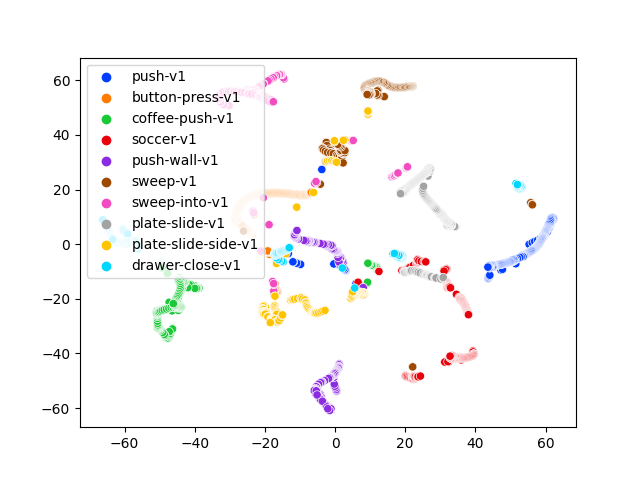 push-v1
button-press-v1
coffee-push-v1
soccer-v1
push-wall-v1
sweep-v1
sweep-into-v1
plate-slide-v1
plate-slide-side-v1
drawer-close-v1
60
40
20
0
−20
−40
−60
−60 −40 −20 0 20 40 60